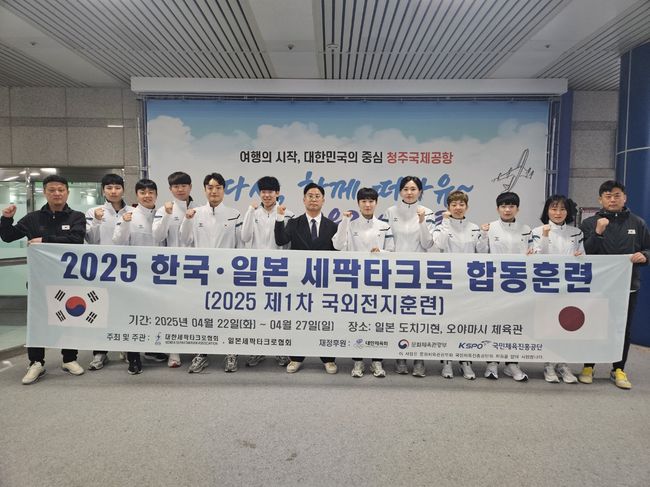 여행의 시작, 대한민국의 중심 청주국제공항
다시, 함께
2025 한국·일본 세팍타크로 합동훈련
(2025 제1차 국외전지훈련)
기간: 2025년 04월 22일(화) ~ 04월 27일(일) 장소: 일본 도치기현, 오야마시 체육관
주최 및 주관: 대한세팍타크로협회 일본세팍타크로협회 재정후원: 대한체육회 문화체육관광부 KSPO 국민체육진흥공단